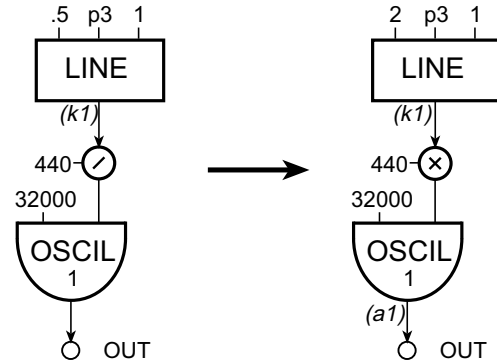 .5 p3 1
LINE
(k1)
440
32000
OSCIL
1
OUT
2 p3 1
LINE
(k1)
440 ×
32000
OSCIL
1
(a1)
OUT